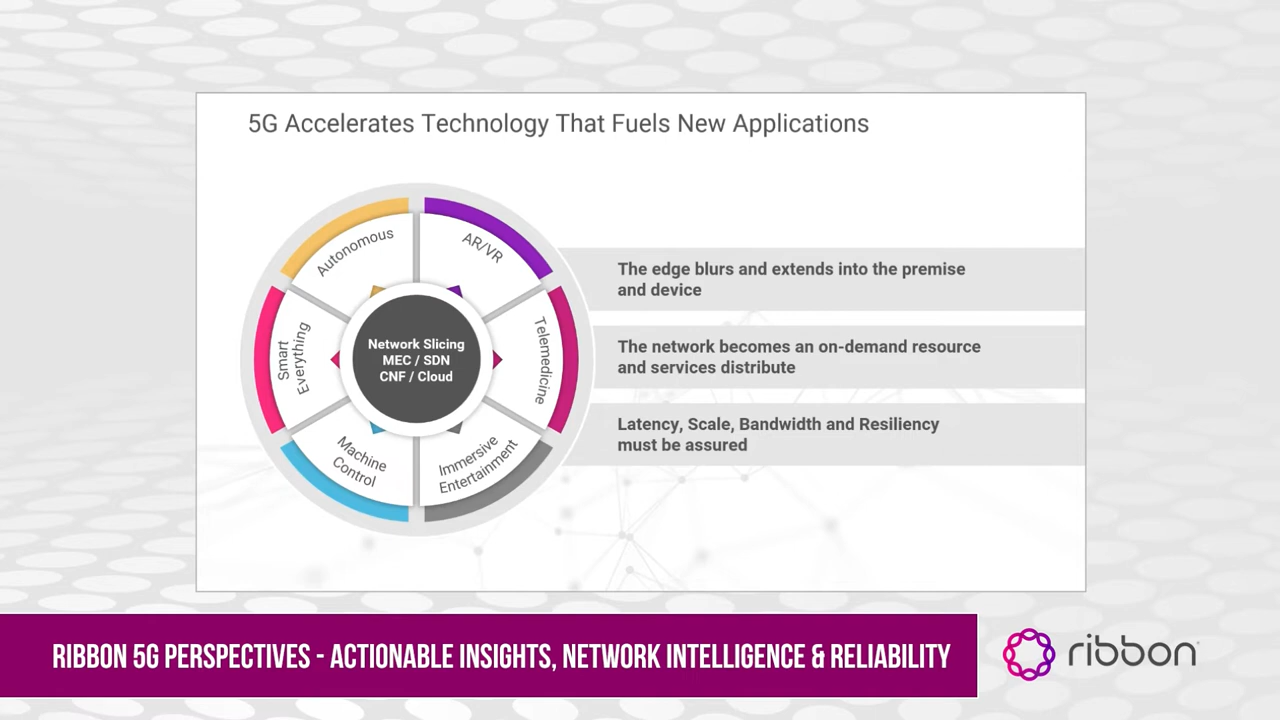 5G Accelerates Technology That Fuels New Applications
Autonomous
AR/VR
Smart
Everything
Network Slicing
MEC / SDN
CNF / Cloud
Telemedicine
Machine
Control
Immersive
Entertainment
The edge blurs and extends into the premise
and device
The network becomes an on-demand resource
and services distribute
Latency, Scale, Bandwidth and Resiliency
must be assured
RIBBON 5G PERSPECTIVES - ACTIONABLE INSIGHTS, NETWORK INTELLIGENCE & RELIABILITY
ribbon